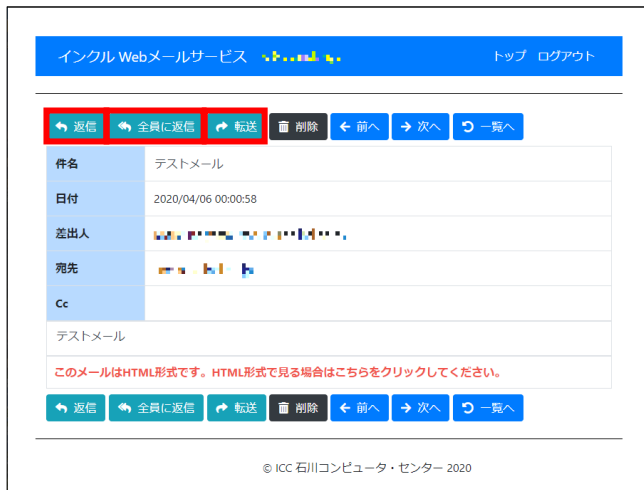 インクル Webメールサービス トップ ログアウト
返信 全員に返信 転送 削除 前へ 次へ 一覧へ
件名 テストメール
日付 2020/04/06 00:00:58
差出人
宛先
Cc
テストメール
このメールはHTML形式です。HTML形式で見る場合はこちらをクリックしてください。
返信 全員に返信 転送 削除 前へ 次へ 一覧へ
© ICC 石川コンピュータ・センター 2020